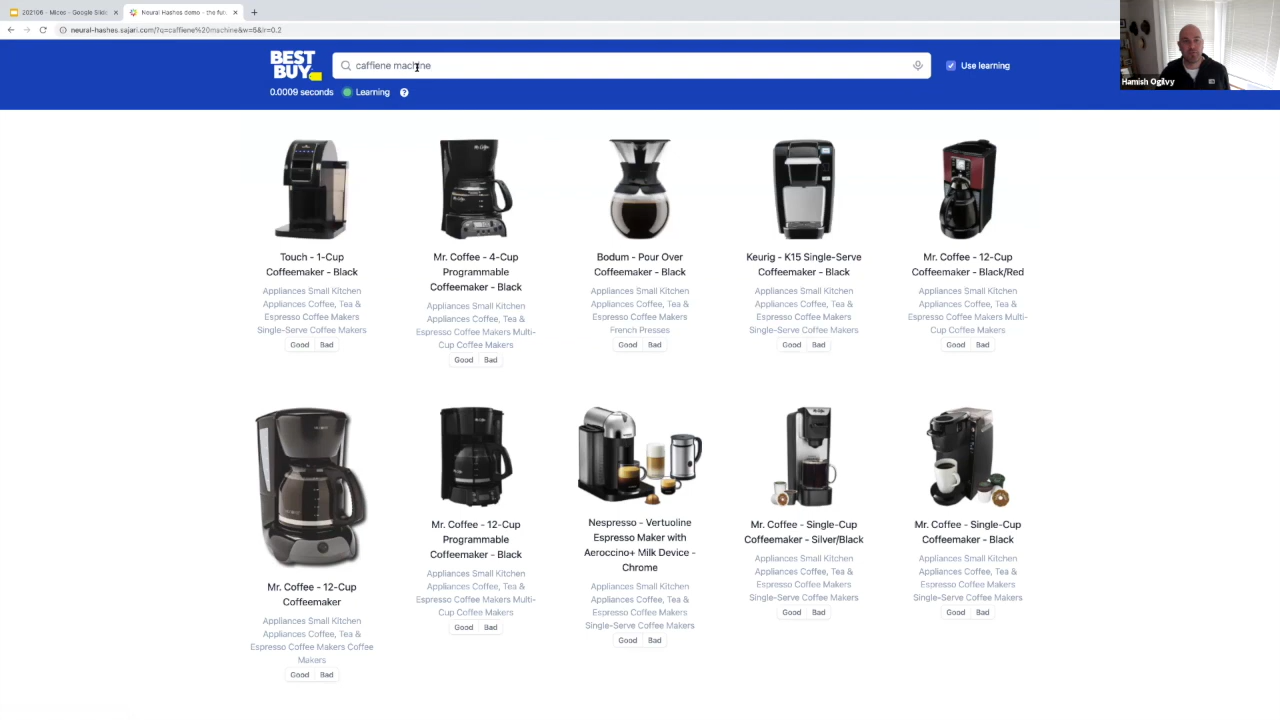 202106 - Mices - Google Slides
Neural Hashes demo - the futu
neural-hashes.sajari.com/?q=caffiene%20machine&w=5&lr=0.2
Hamish Ogilvy
BEST
BUY
caffiene machine
Use learning
0.0009 seconds
Learning
?
Touch - 1-Cup
Coffeemaker - Black
Appliances Small Kitchen
Appliances Coffee, Tea &
Espresso Coffee Makers
Single-Serve Coffee Makers
Good Bad
Mr. Coffee - 4-Cup
Programmable
Coffeemaker - Black
Appliances Small Kitchen
Appliances Coffee, Tea &
Espresso Coffee Makers Multi-
Cup Coffee Makers
Good Bad
Bodum - Pour Over
Coffeemaker - Black
Appliances Small Kitchen
Appliances Coffee, Tea &
Espresso Coffee Makers
French Presses
Good Bad
Keurig - K15 Single-Serve
Coffeemaker - Black
Appliances Small Kitchen
Appliances Coffee, Tea &
Espresso Coffee Makers
Single-Serve Coffee Makers
Good Bad
Mr. Coffee - 12-Cup
Coffeemaker - Black/Red
Appliances Small Kitchen
Appliances Coffee, Tea &
Espresso Coffee Makers Multi-
Cup Coffee Makers
Good Bad
Mr. Coffee - 12-Cup
Coffeemaker
Appliances Small Kitchen
Appliances Coffee, Tea &
Espresso Coffee Makers Coffee
Makers
Good Bad
Mr. Coffee - 12-Cup
Programmable
Coffeemaker - Black
Appliances Small Kitchen
Appliances Coffee, Tea &
Espresso Coffee Makers Multi-
Cup Coffee Makers
Good Bad
Nespresso - Vertuoline
Espresso Maker with
Aeroccino+ Milk Device -
Chrome
Appliances Small Kitchen
Appliances Coffee, Tea &
Espresso Coffee Makers
Single-Serve Coffee Makers
Good Bad
Mr. Coffee - Single-Cup
Coffeemaker - Silver/Black
Appliances Small Kitchen
Appliances Coffee, Tea &
Espresso Coffee Makers
Single-Serve Coffee Makers
Good Bad
Mr. Coffee - Single-Cup
Coffeemaker - Black
Appliances Small Kitchen
Appliances Coffee, Tea &
Espresso Coffee Makers
Single-Serve Coffee Makers
Good Bad